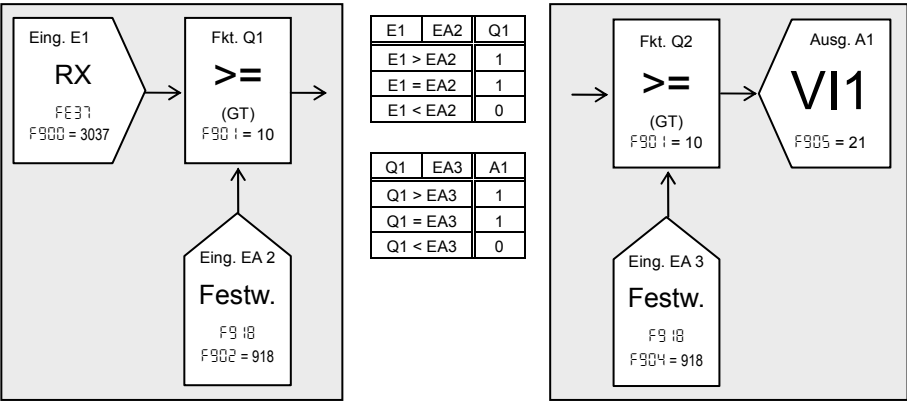 Eing. E1
RX
FE37
F900 = 3037
Fkt. Q1
>=
(GT)
F901 = 10
Eing. EA 2
Festw.
F918
F902 = 918
E1 EA2 Q1
E1 > EA2 1
E1 = EA2 1
E1 < EA2 0
Q1 EA3 A1
Q1 > EA3 1
Q1 = EA3 1
Q1 < EA3 0
Fkt. Q2
>=
(GT)
F901 = 10
Ausg. A1
VI1
F905 = 21
Eing. EA 3
Festw.
F918
F904 = 918